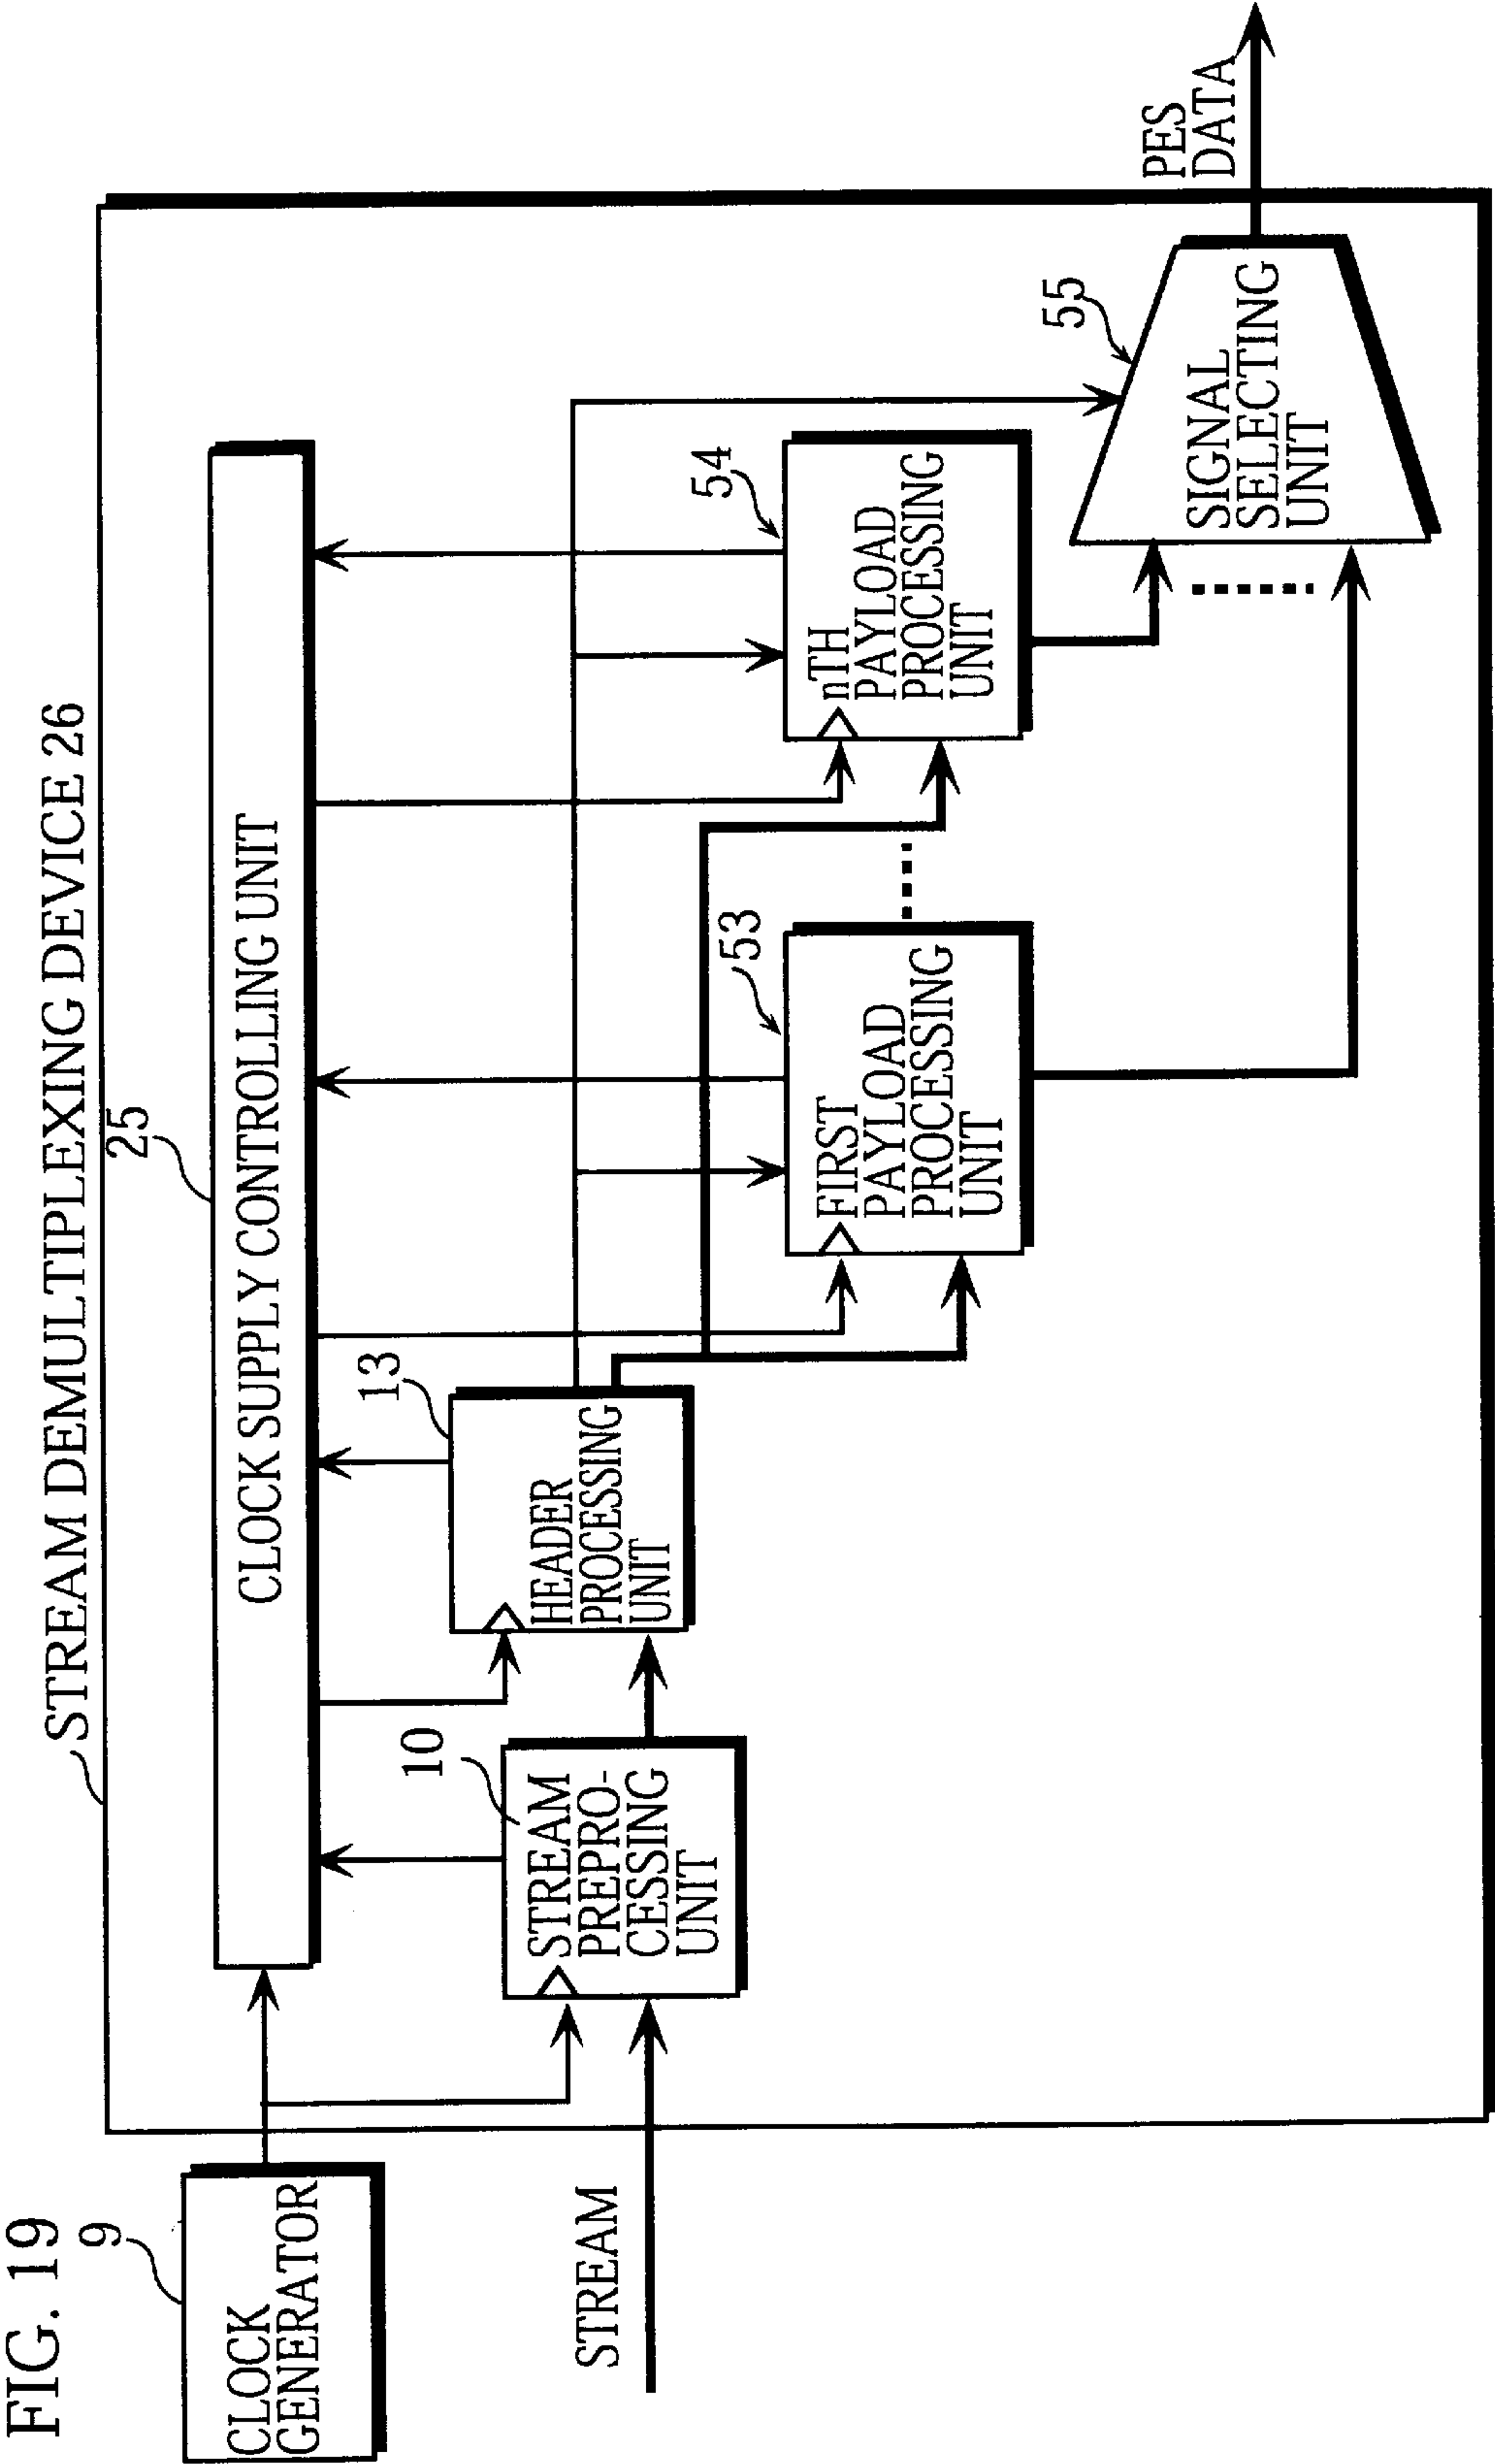 FIG. 19
STREAM DEMULTIPLEXING DEVICE 26
9
CLOCK
GENERATOR
25
CLOCK SUPPLY CONTROLLING UNIT
STREAM
10
STREAM
PREPRO-
CESSING
UNIT
13
HEADER
PROCESSING
UNIT
53
FIRST
PAYLOAD
PROCESSING
UNIT
54
nTH
PAYLOAD
PROCESSING
UNIT
55
SIGNAL
SELECTING
UNIT
PES
DATA